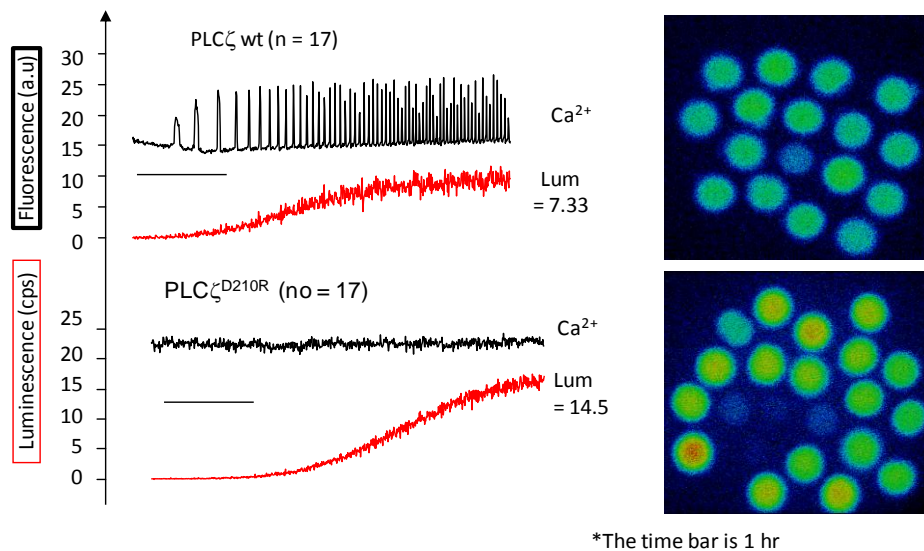 PLCζ wt (n = 17)
Fluorescence (a.u)
30
25
20
15
10
5
0
Ca²⁺
Lum
= 7.33
PLCζᴰ²¹⁰ᴿ (no = 17)
Luminescence (cps)
25
20
15
10
5
0
Ca²⁺
Lum
= 14.5
*The time bar is 1 hr